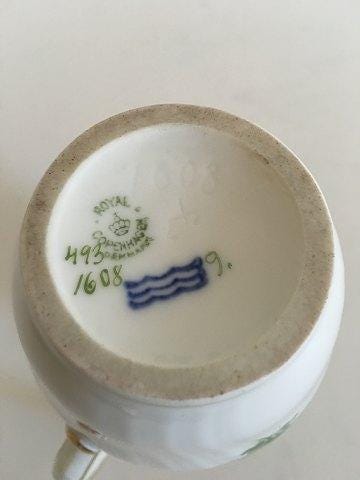 1608
ROYAL
COPENHAGEN
DENMARK
493
1608
9.